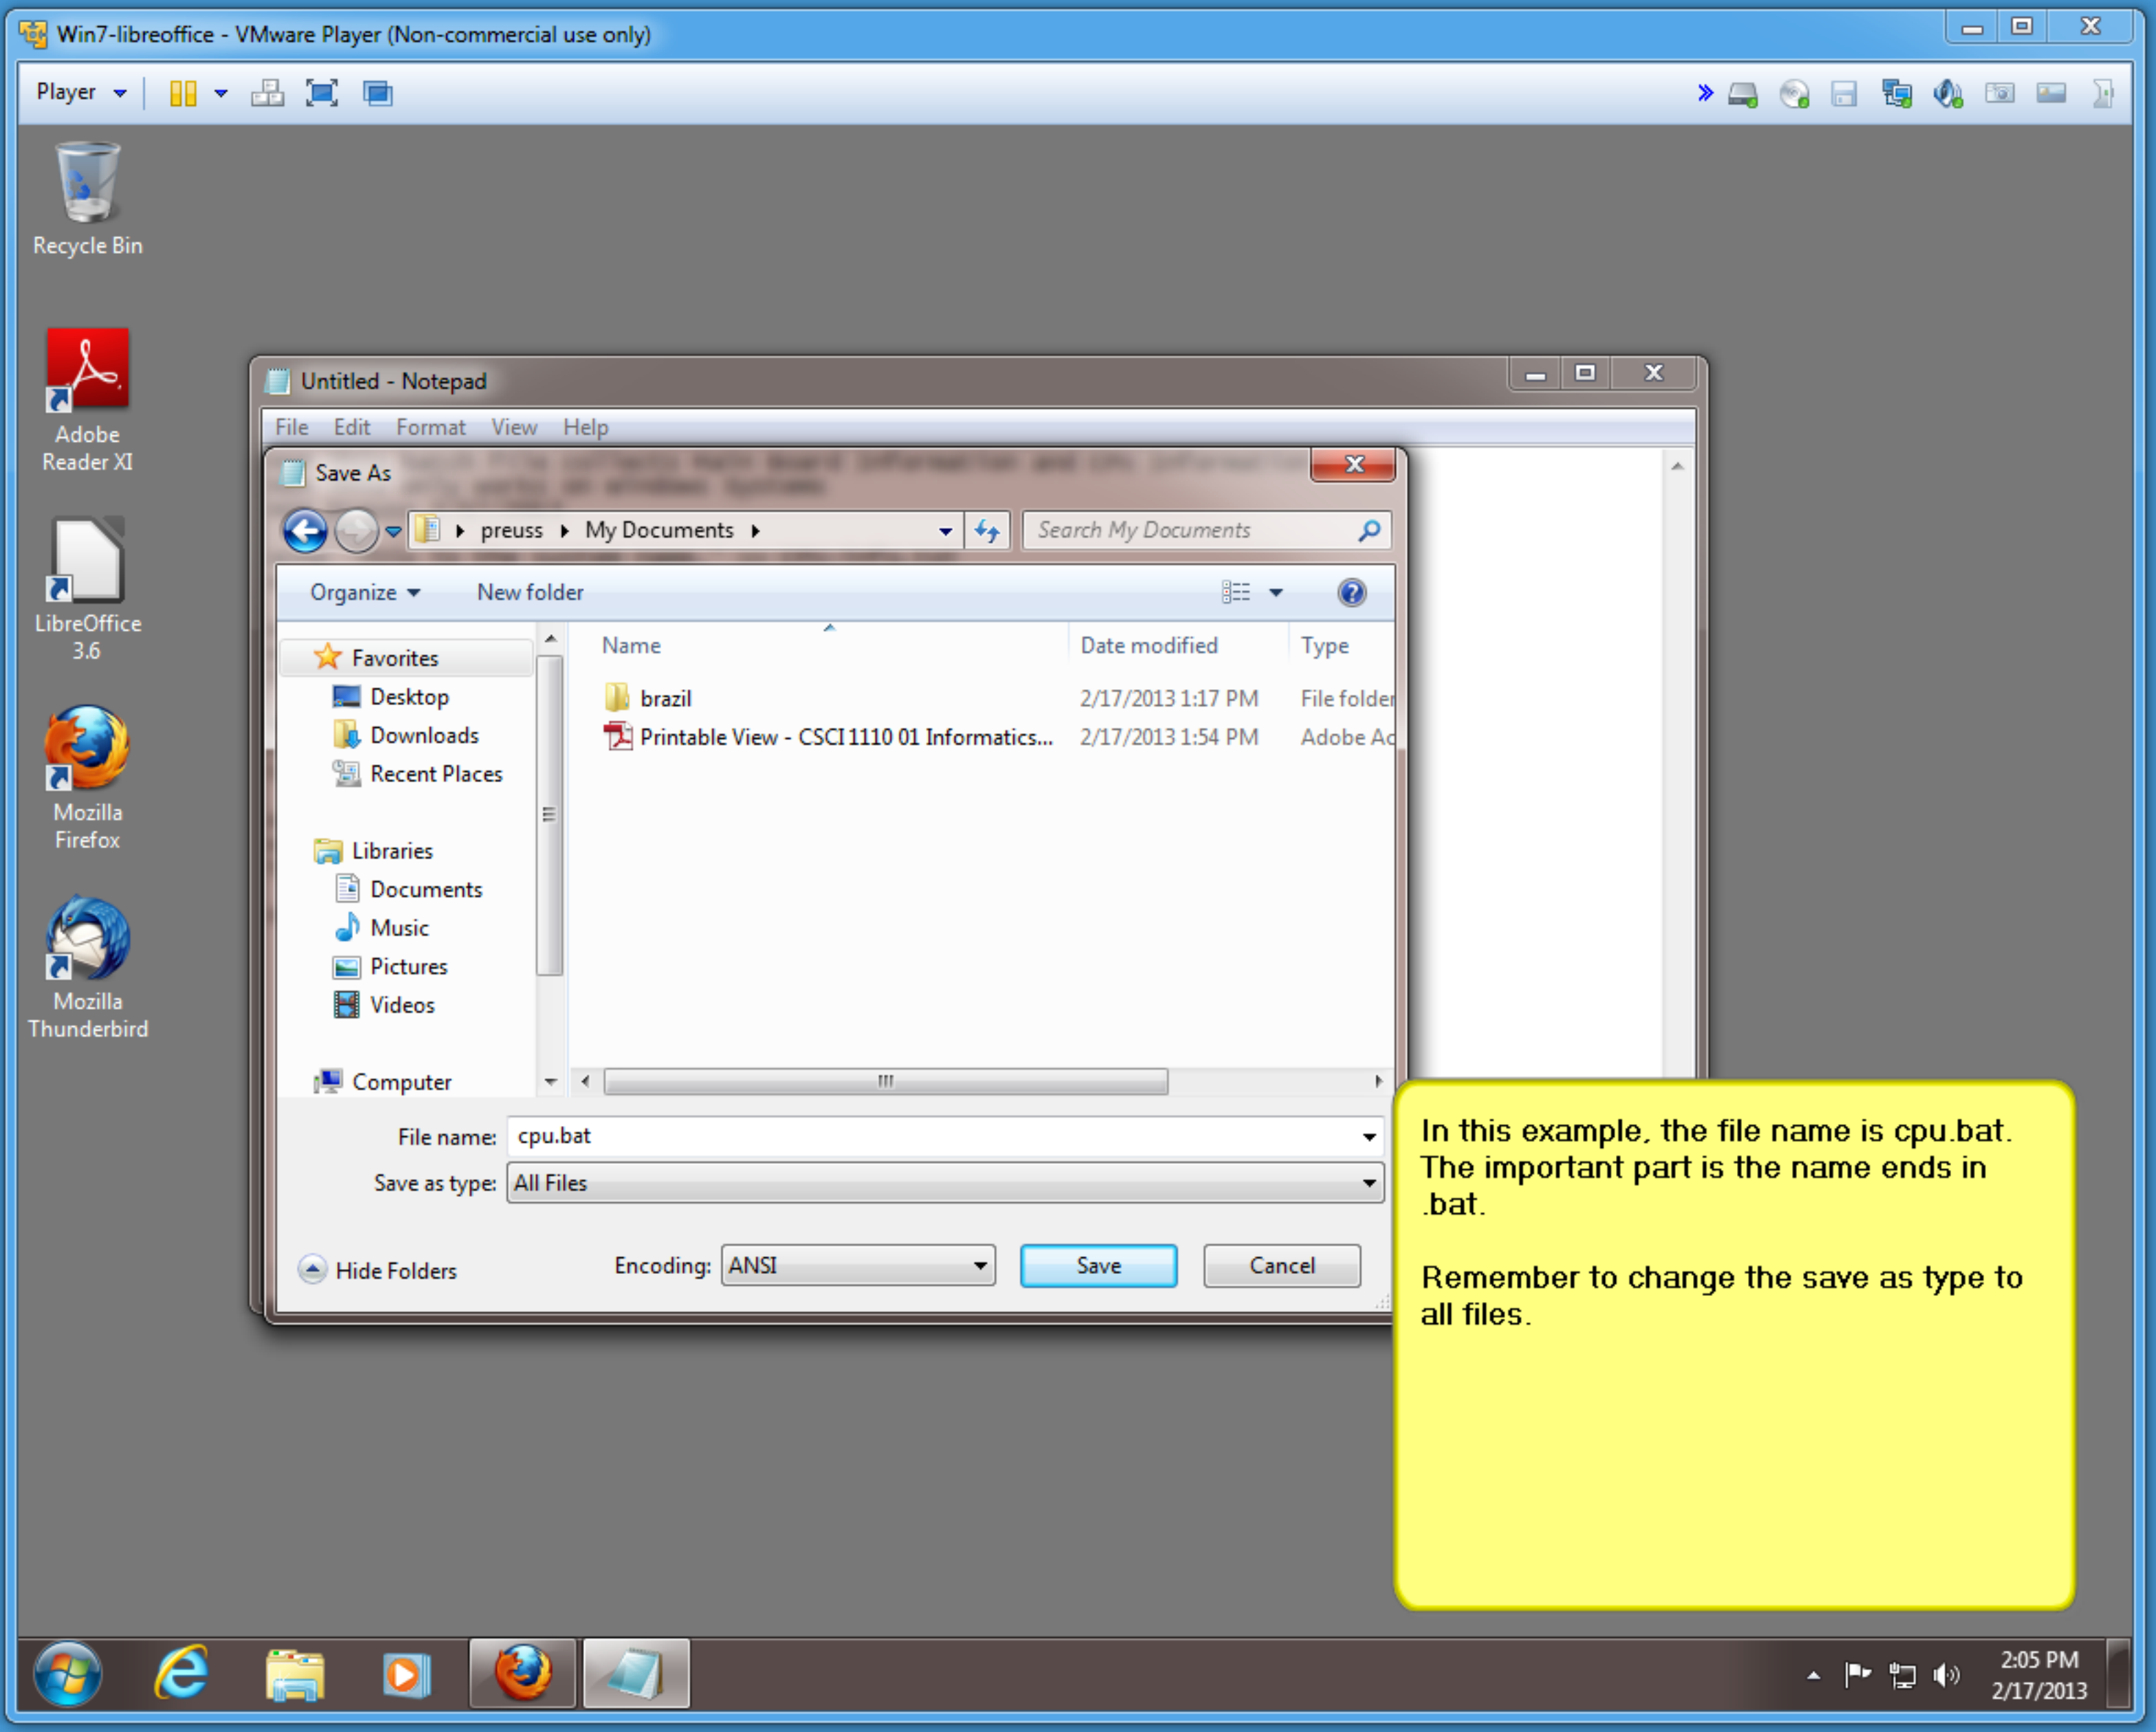 Win7-libreoffice - VMware Player (Non-commercial use only)
Player
Recycle Bin
Adobe
Reader XI
LibreOffice
3.6
Mozilla
Firefox
Mozilla
Thunderbird
Untitled - Notepad
File Edit Format View Help
Save As
preuss My Documents
Search My Documents
Organize New folder
Name Date modified Type
Favorites
Desktop
Downloads
Recent Places
Libraries
Documents
Music
Pictures
Videos
Computer
brazil 2/17/2013 1:17 PM File folder
Printable View - CSCI 1110 01 Informatics... 2/17/2013 1:54 PM Adobe Ac
File name: cpu.bat
Save as type: All Files
Hide Folders
Encoding: ANSI Save Cancel
In this example, the file name is cpu.bat.
The important part is the name ends in
.bat.
Remember to change the save as type to
all files.
2:05 PM
2/17/2013